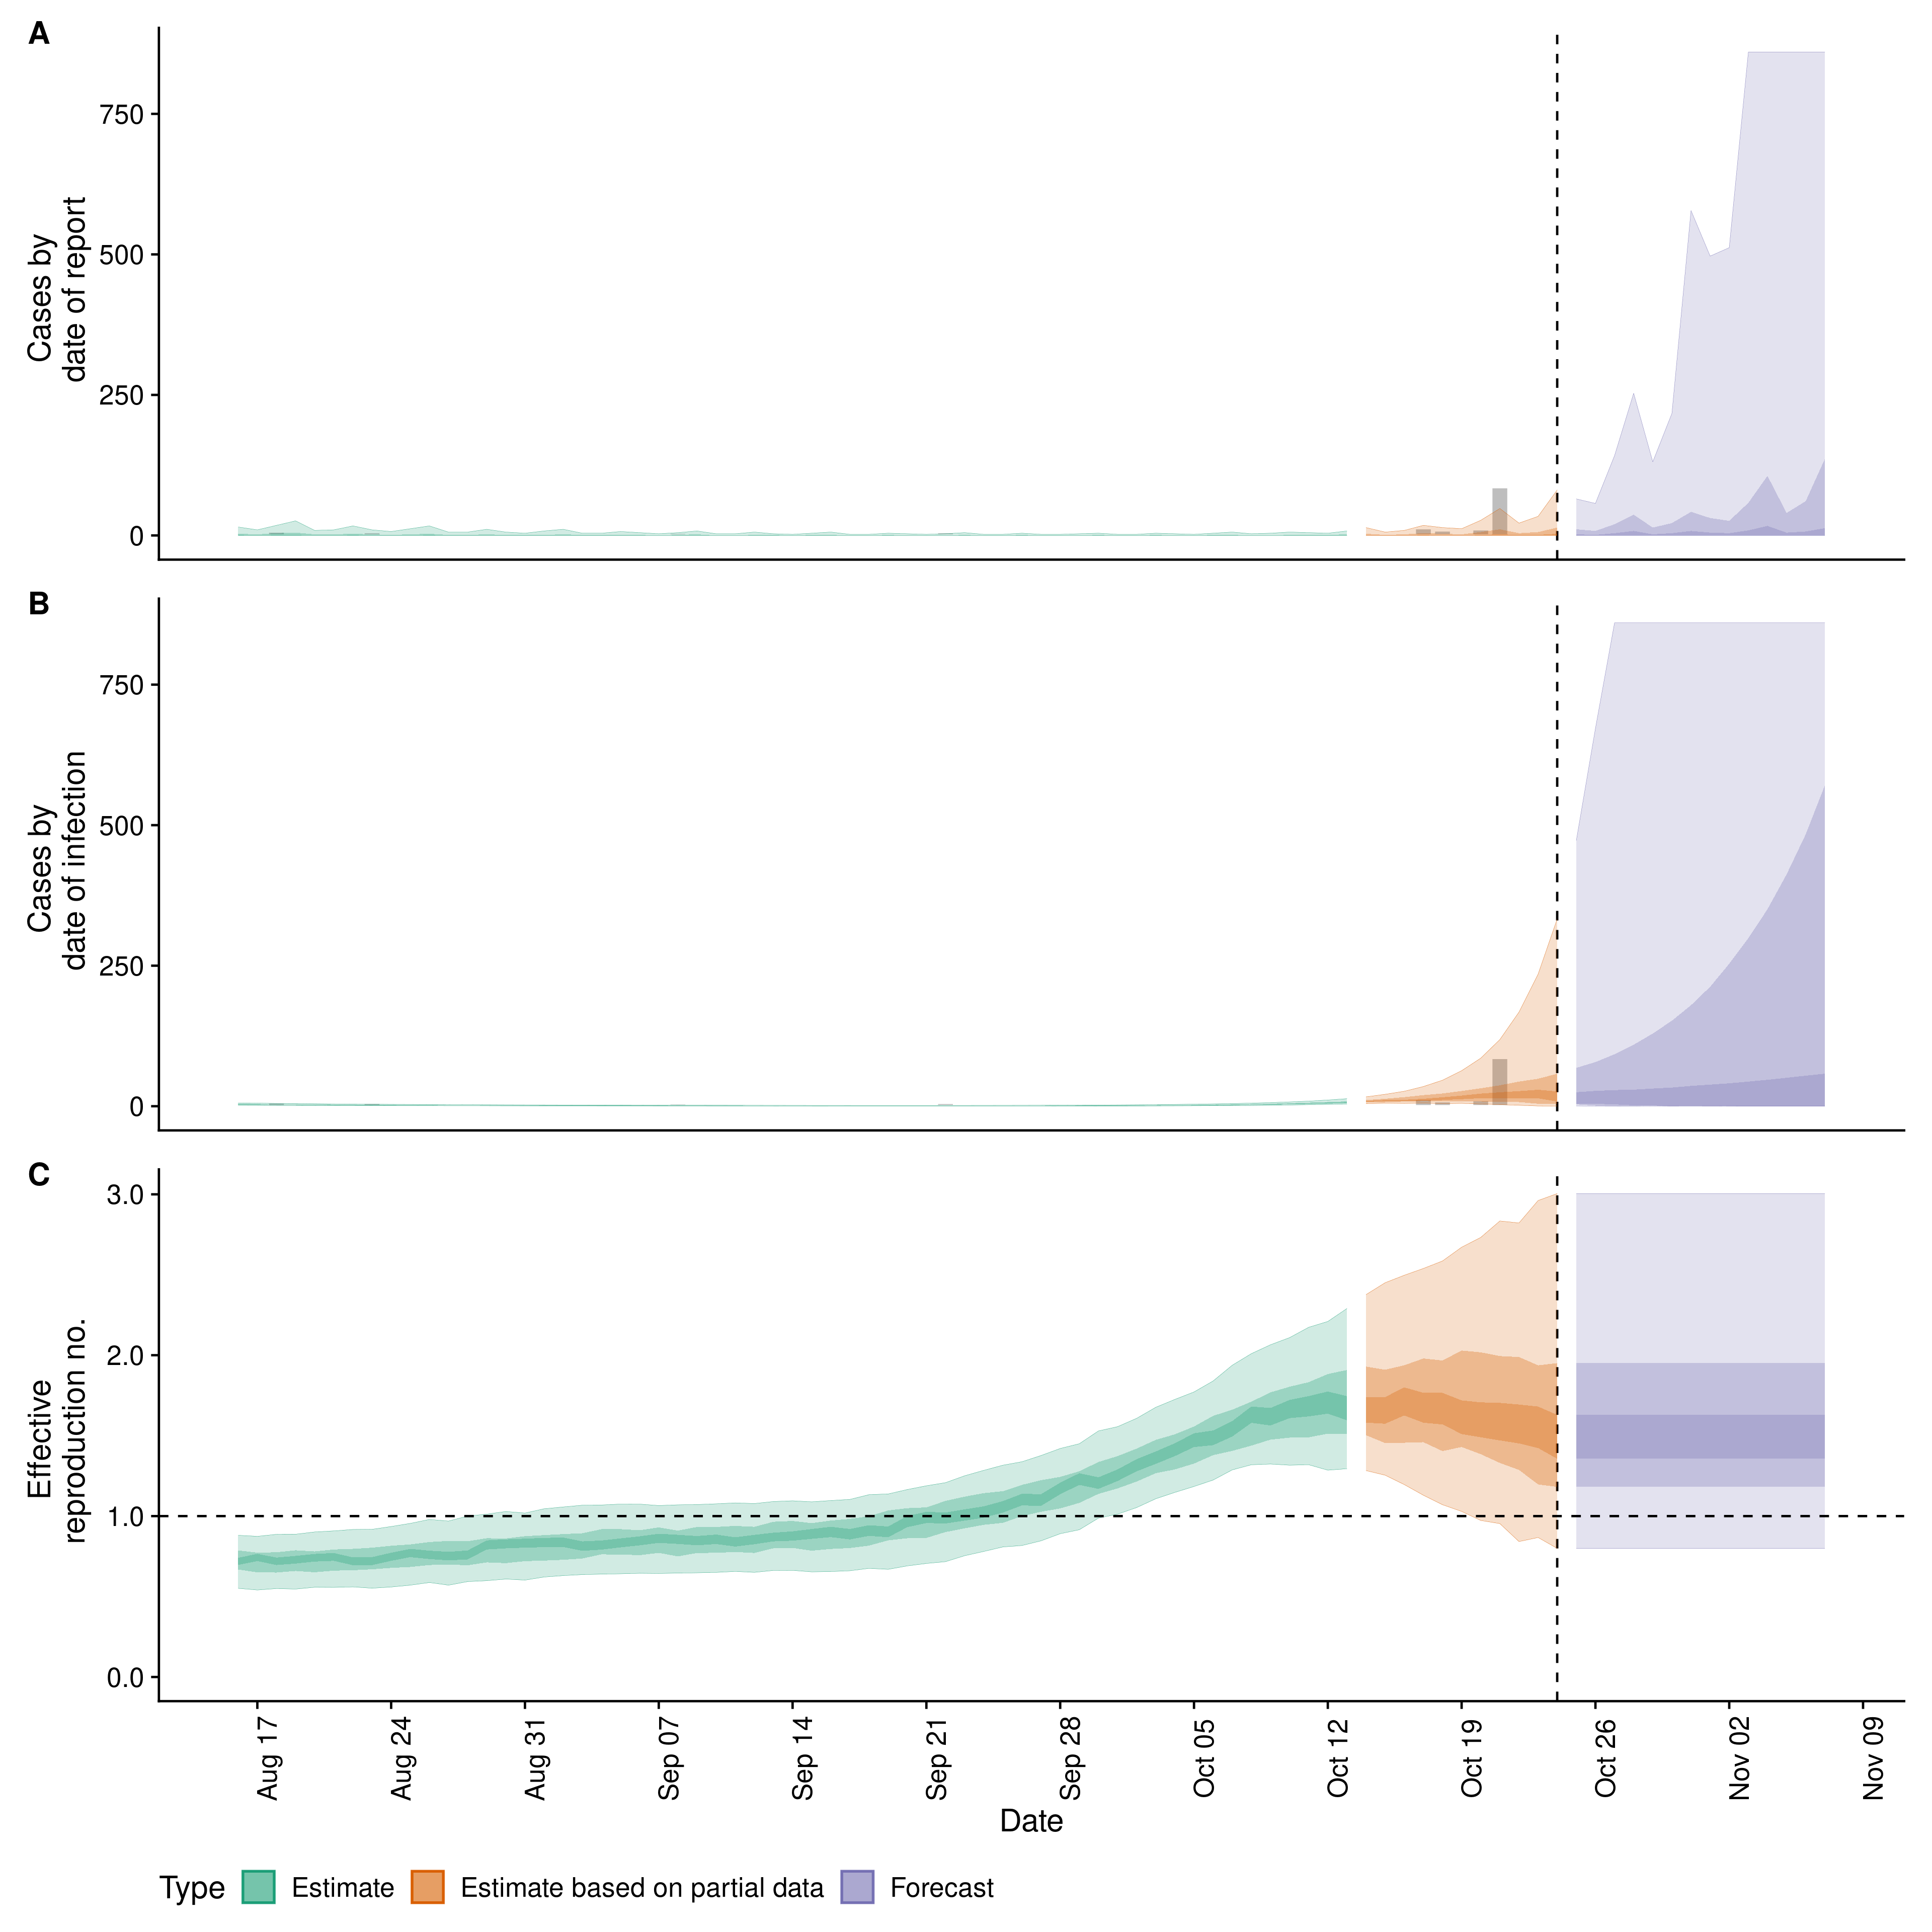 A
Cases by
date of report
750
500
250
0
B
Cases by
date of infection
750
500
250
0
C
Effective
reproduction no.
3.0
2.0
1.0
0.0
Aug 17
Aug 24
Aug 31
Sep 07
Sep 14
Sep 21
Sep 28
Oct 05
Oct 12
Oct 19
Oct 26
Nov 02
Nov 09
Date
Type Estimate Estimate based on partial data Forecast